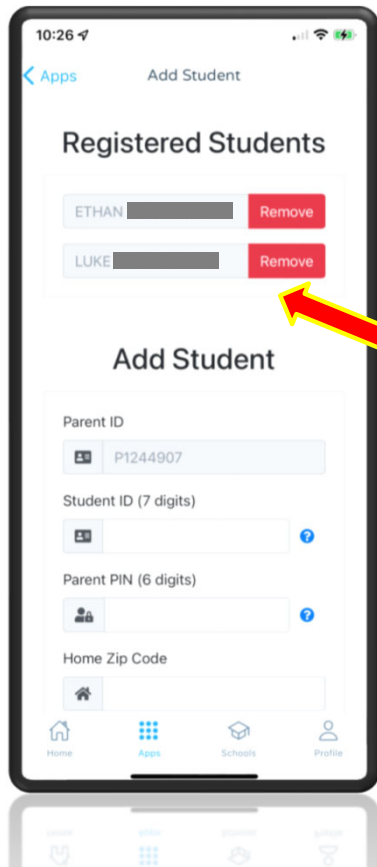 10:26
Apps
Add Student
Registered Students
ETHAN
Remove
LUKE
Remove
Add Student
Parent ID
P1244907
Student ID (7 digits)
?
Parent PIN (6 digits)
?
Home Zip Code
Home Apps Schools Profile